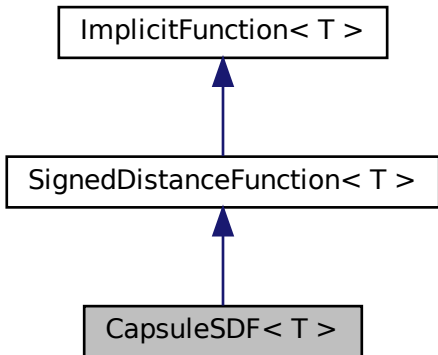 ImplicitFunction< T >
SignedDistanceFunction< T >
CapsuleSDF< T >